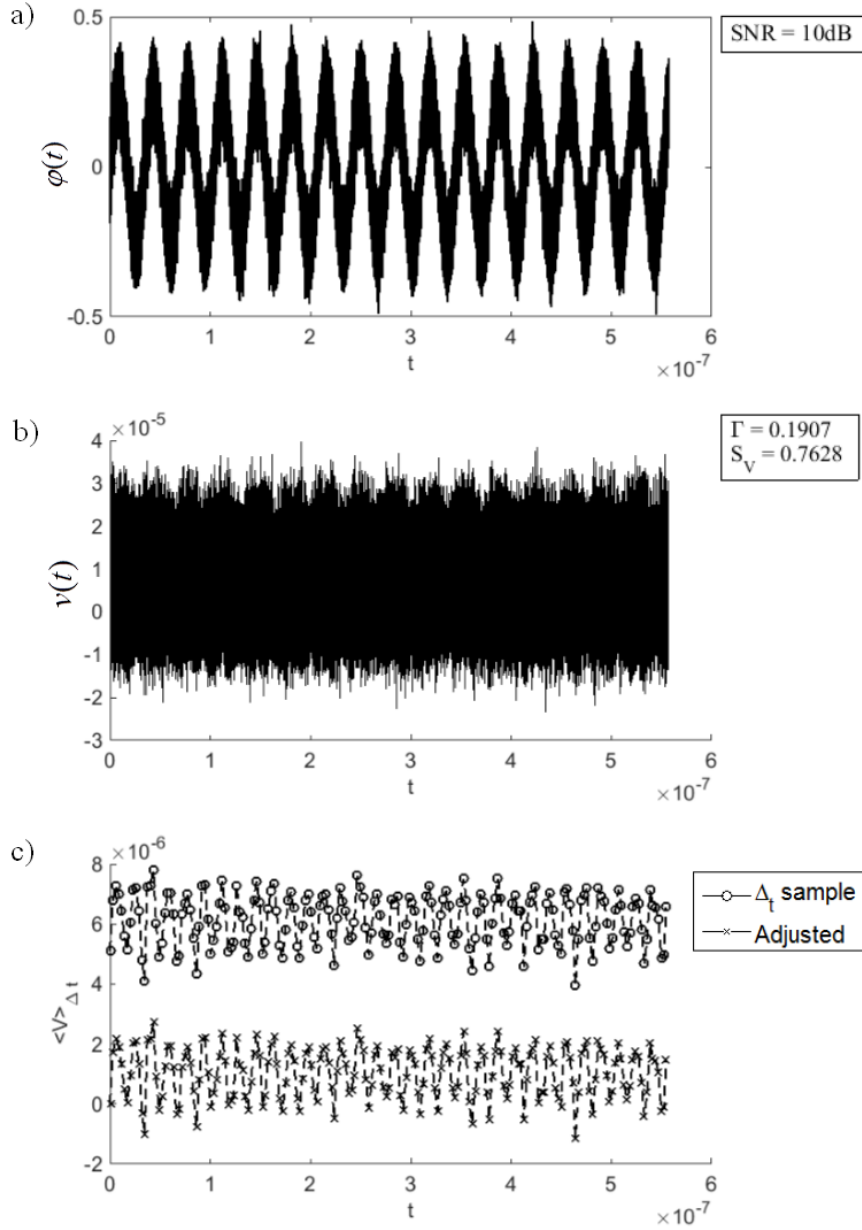 a)
SNR = 10dB
0.5
0
-0.5
φ(t)
0 1 2 3 4 5 6
t
×10-7
b)
×10-5
Γ = 0.1907
SV = 0.7628
4
3
2
1
0
-1
-2
-3
v(t)
0 1 2 3 4 5 6
t
×10-7
c)
×10-6
Δt sample
Adjusted
8
6
4
2
0
-2
<V>Δt
0 1 2 3 4 5 6
t
×10-7